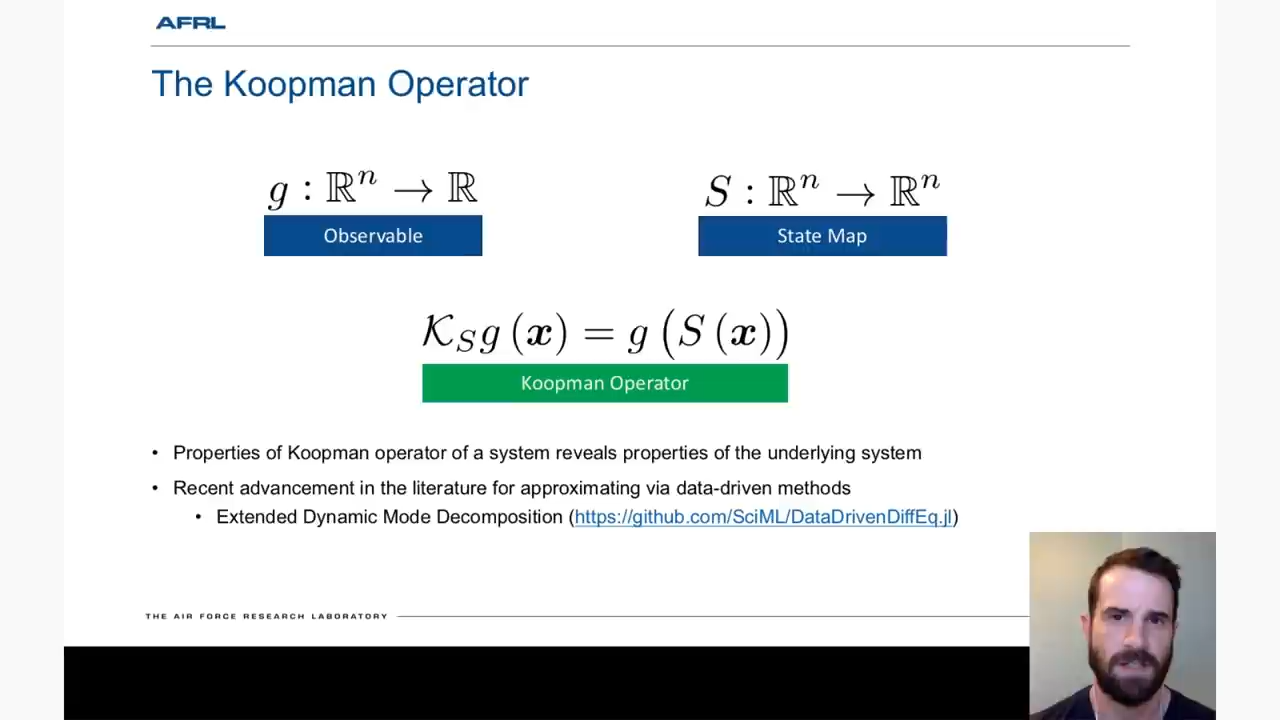 AFRL
The Koopman Operator
g : ℝⁿ → ℝ
S : ℝⁿ → ℝⁿ
Observable
State Map
𝒦_S g (𝒙) = g (S (𝒙))
Koopman Operator
• Properties of Koopman operator of a system reveals properties of the underlying system
• Recent advancement in the literature for approximating via data-driven methods
• Extended Dynamic Mode Decomposition (https://github.com/SciML/DataDrivenDiffEq.jl)
THE AIR FORCE RESEARCH LABORATORY